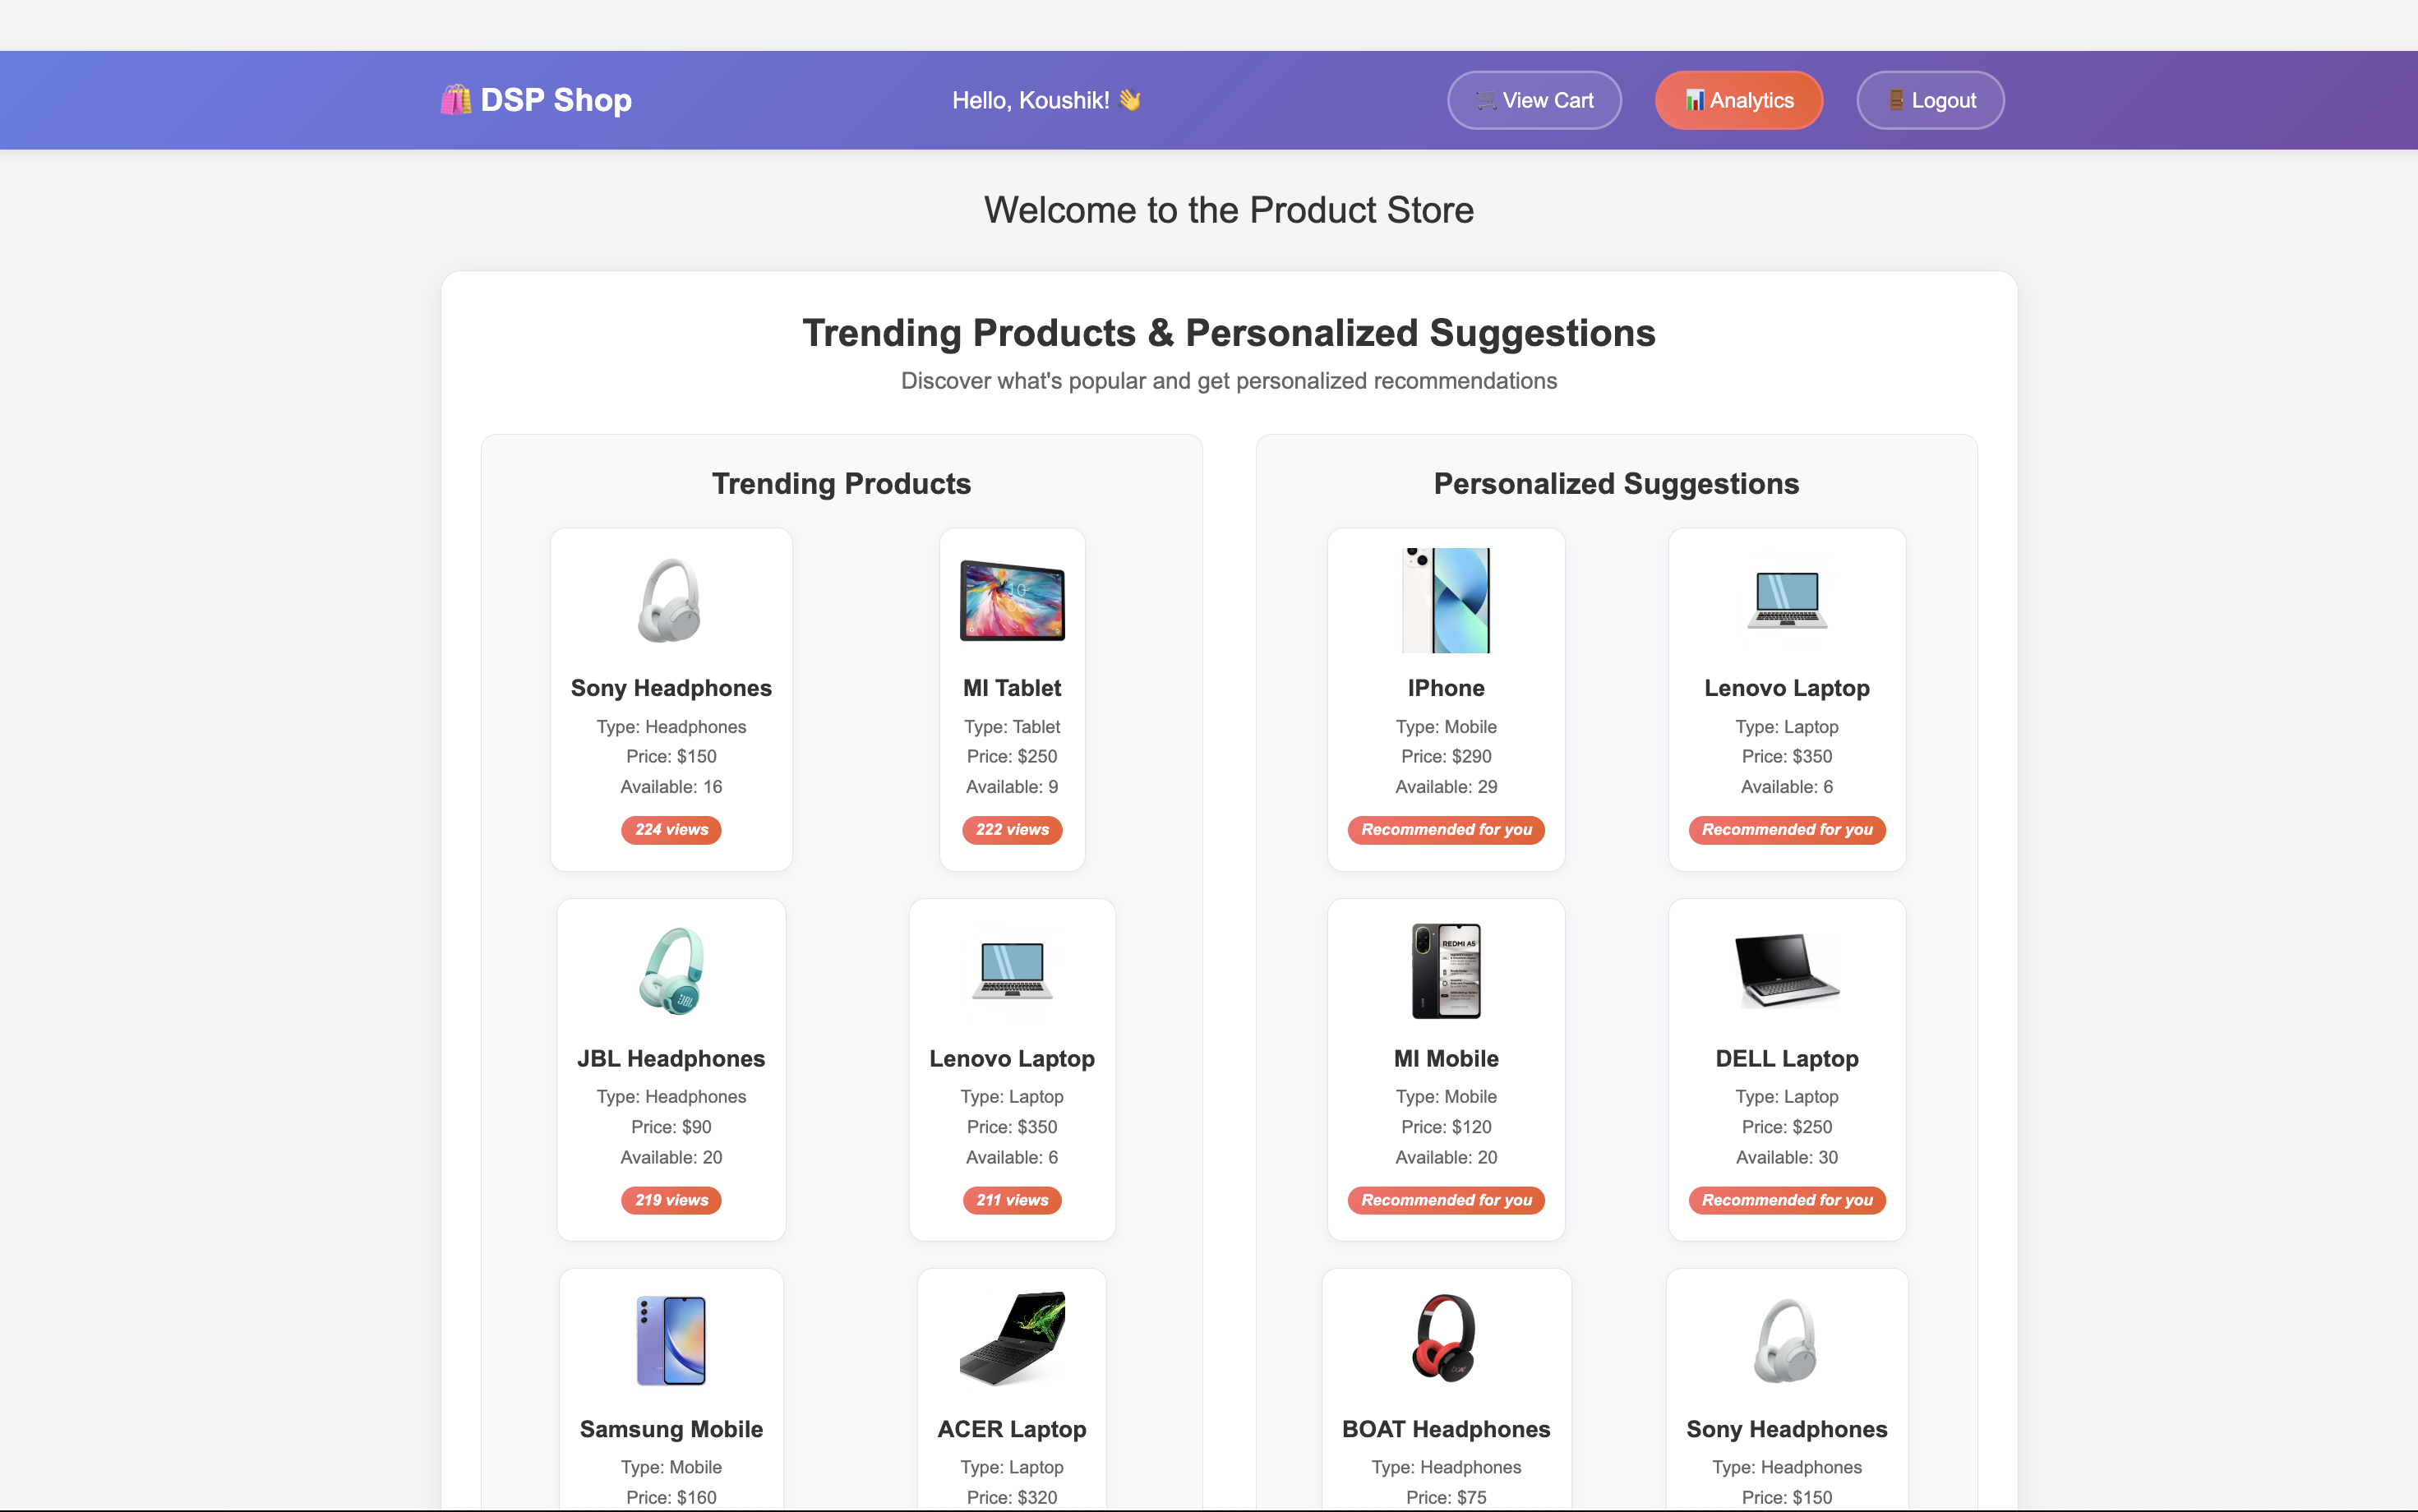 DSP Shop
Hello, Koushik!
View Cart
Analytics
Logout
Welcome to the Product Store
Trending Products & Personalized Suggestions
Discover what's popular and get personalized recommendations
Trending Products
Sony Headphones
Type: Headphones
Price: $150
Available: 16
224 views
MI Tablet
Type: Tablet
Price: $250
Available: 9
222 views
JBL
JBL Headphones
Type: Headphones
Price: $90
Available: 20
219 views
Lenovo Laptop
Type: Laptop
Price: $350
Available: 6
211 views
Samsung Mobile
Type: Mobile
Price: $160
ACER Laptop
Type: Laptop
Price: $320
Personalized Suggestions
IPhone
Type: Mobile
Price: $290
Available: 29
Recommended for you
Lenovo Laptop
Type: Laptop
Price: $350
Available: 6
Recommended for you
REDMI A5
MI Mobile
Type: Mobile
Price: $120
Available: 20
Recommended for you
DELL Laptop
Type: Laptop
Price: $250
Available: 30
Recommended for you
BOAT Headphones
Type: Headphones
Price: $75
Sony Headphones
Type: Headphones
Price: $150